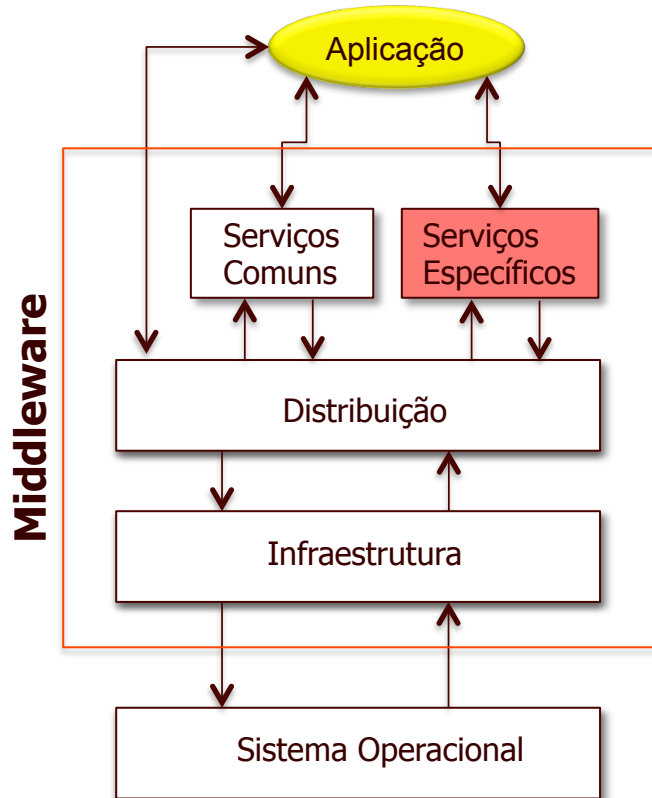 Aplicação
Serviços
Comuns
Serviços
Específicos
Middleware
Distribuição
Infraestrutura
Sistema Operacional